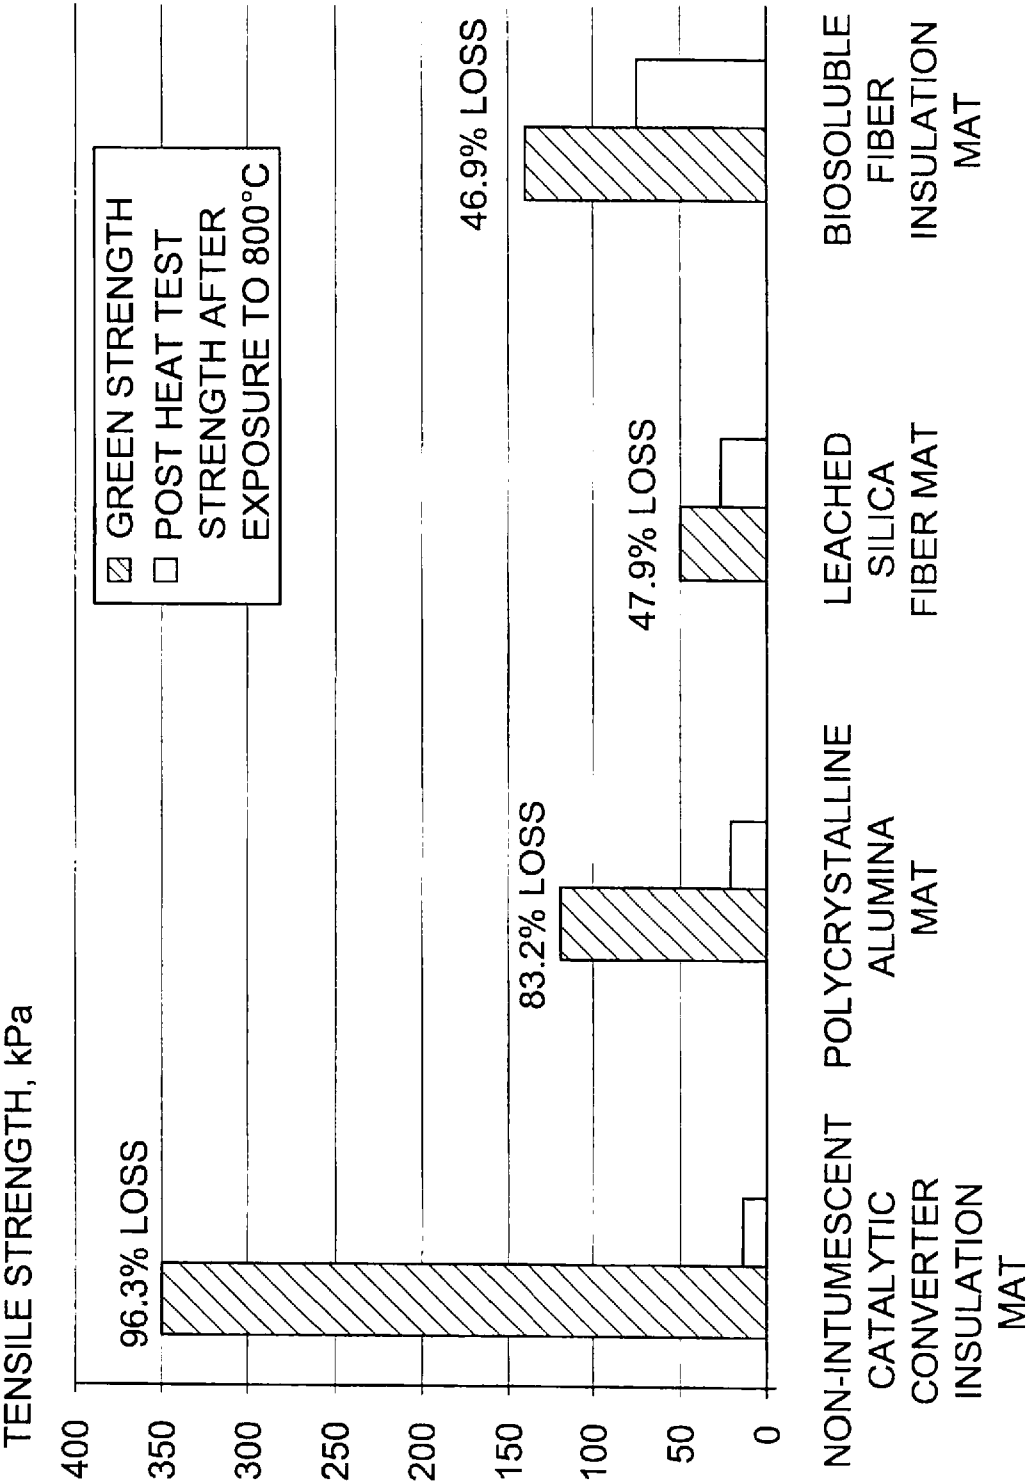 TENSILE STRENGTH, kPa
400
350
300
250
200
150
100
50
0
96.3% LOSS
83.2% LOSS
47.9% LOSS
46.9% LOSS
GREEN STRENGTH
POST HEAT TEST
STRENGTH AFTER
EXPOSURE TO 800°C
NON-INTUMESCENT
CATALYTIC
CONVERTER
INSULATION
MAT
POLYCRYSTALLINE
ALUMINA
MAT
LEACHED
SILICA
FIBER MAT
BIOSOLUBLE
FIBER
INSULATION
MAT